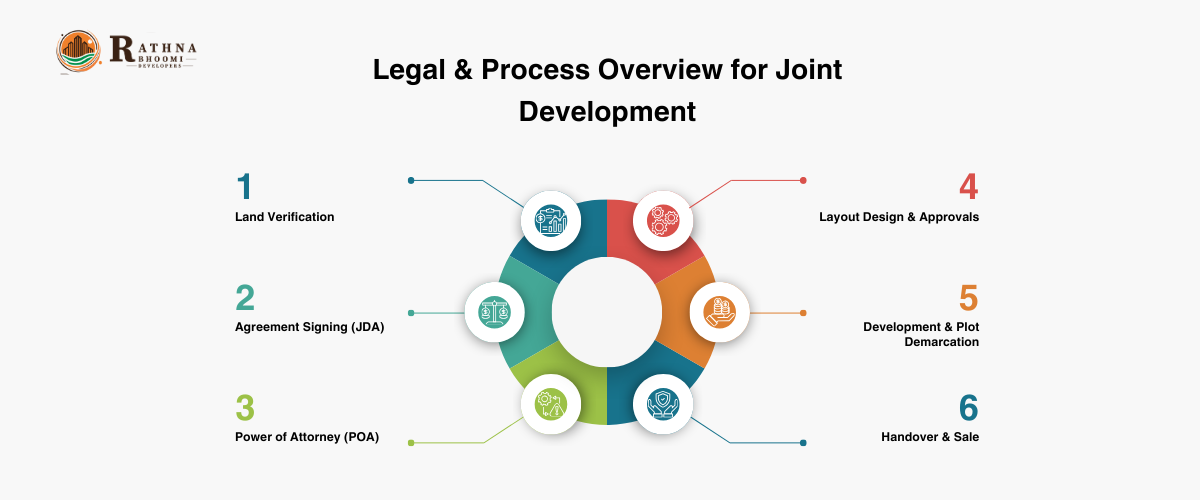 RATHNA
BHOOMI
DEVELOPERS
Legal & Process Overview for Joint
Development
1
Land Verification
2
Agreement Signing (JDA)
3
Power of Attorney (POA)
4
Layout Design & Approvals
5
Development & Plot
Demarcation
6
Handover & Sale